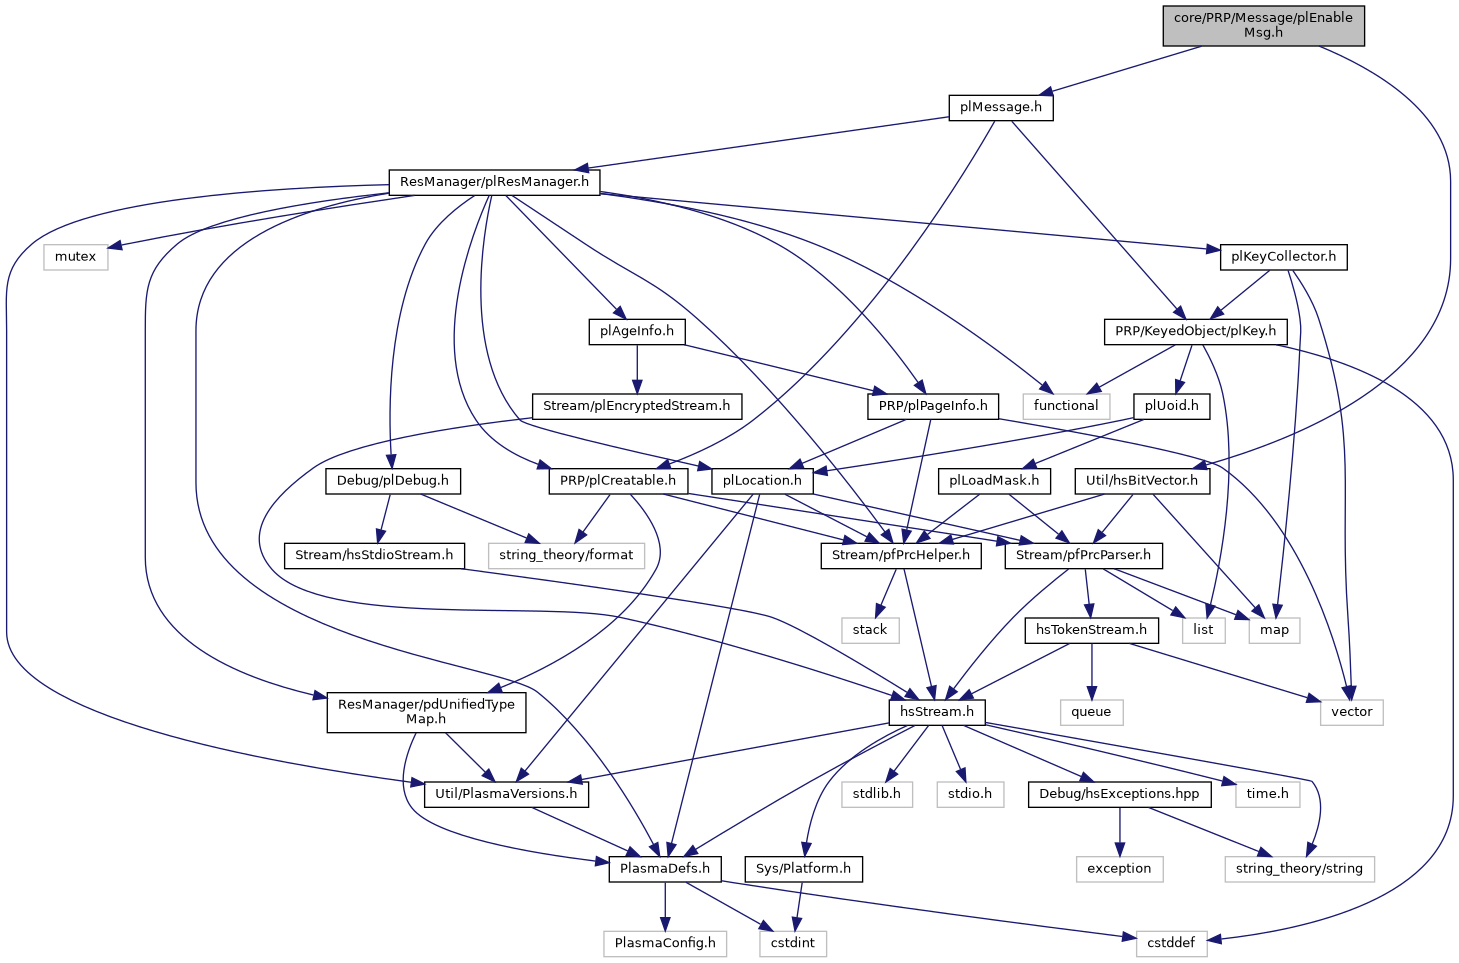 core/PRP/Message/plEnable
Msg.h
plMessage.h
ResManager/plResManager.h
mutex
plKeyCollector.h
plAgeInfo.h
PRP/KeyedObject/plKey.h
Stream/plEncryptedStream.h
PRP/plPageInfo.h
functional
plUoid.h
Debug/plDebug.h
PRP/plCreatable.h
plLocation.h
plLoadMask.h
Util/hsBitVector.h
Stream/hsStdioStream.h
string_theory/format
Stream/pfPrcHelper.h
Stream/pfPrcParser.h
stack
hsTokenStream.h
list
map
ResManager/pdUnifiedType
Map.h
hsStream.h
queue
vector
Util/PlasmaVersions.h
stdlib.h
stdio.h
Debug/hsExceptions.hpp
time.h
PlasmaDefs.h
Sys/Platform.h
exception
string_theory/string
PlasmaConfig.h
cstdint
cstddef